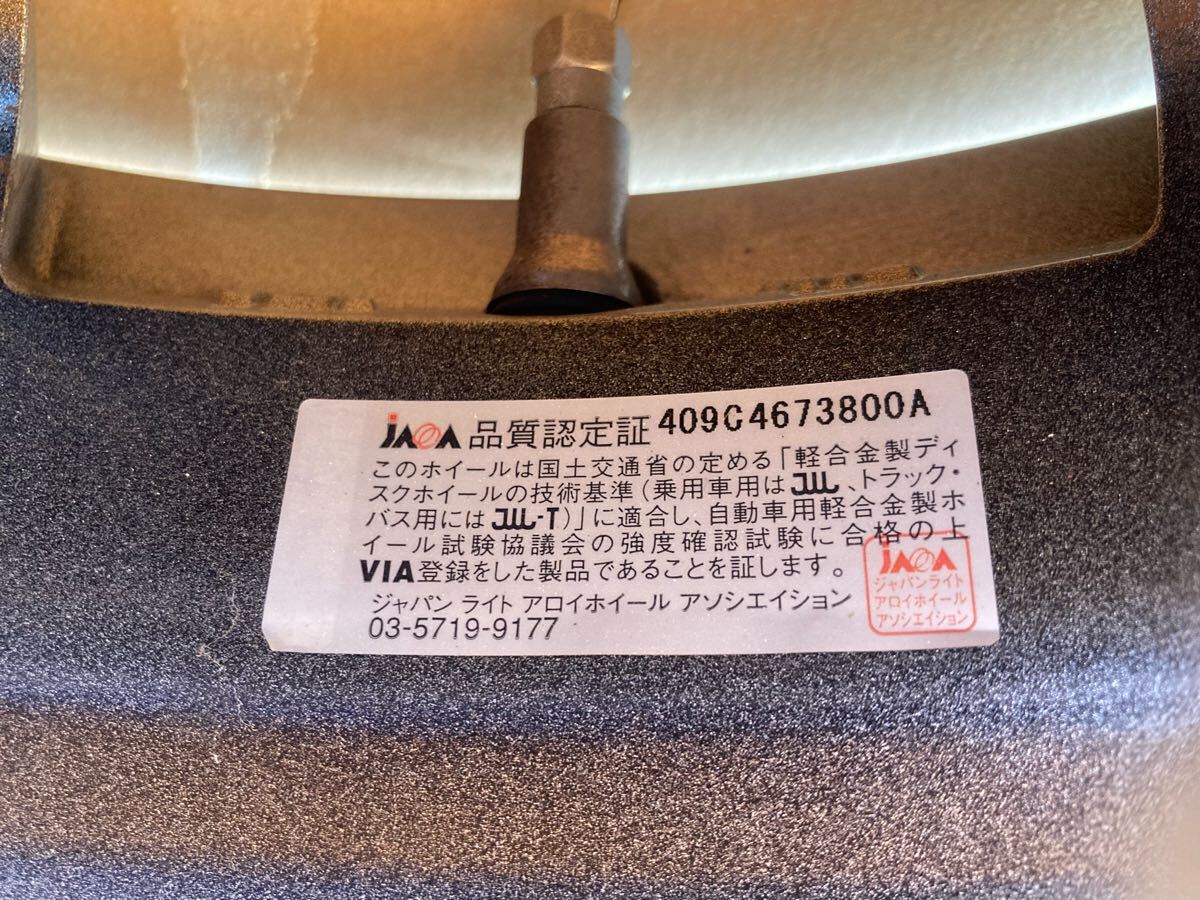 JAWA 品質認定証 409C4673800A
このホイールは国土交通省の定める「軽合金製ディ
スクホイールの技術基準（乗用車用はJWL、トラック・
バス用にはJWL-T）」に適合し、自動車用軽合金製ホ
イール試験協議会の強度確認試験に合格の上
VIA登録をした製品であることを証します。
ジャパン ライト アロイホイール アソシエイション
03-5719-9177
JAWA
ジャパンライト
アロイホイール
アソシエイション